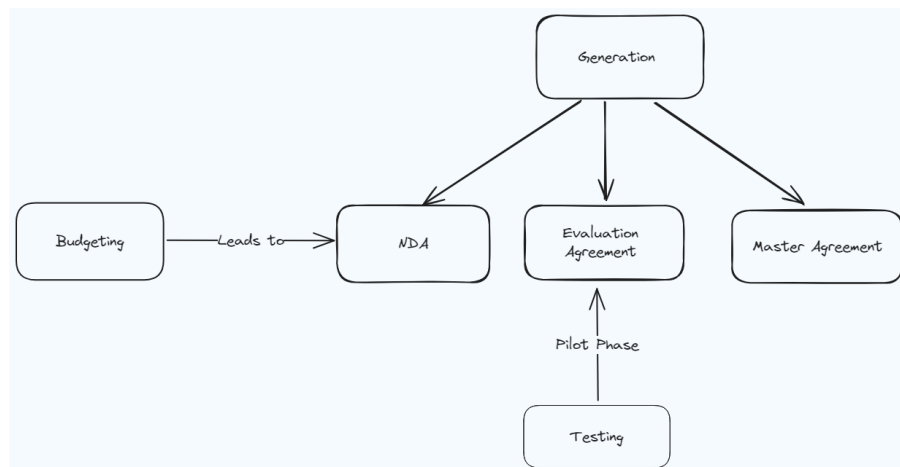 Generation
Budgeting
Leads to
NDA
Evaluation
Agreement
Master Agreement
Pilot Phase
Testing